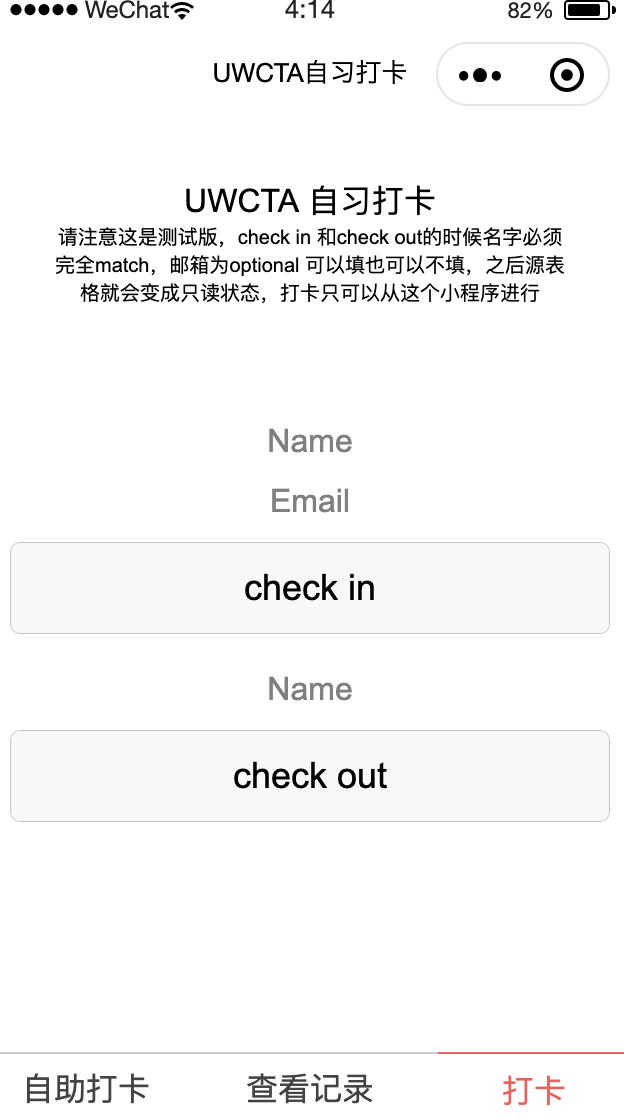 WeChat 4:14 82%
UWCTA自习打卡
UWCTA 自习打卡
请注意这是测试版，check in 和check out的时候名字必须
完全match，邮箱为optional 可以填也可以不填，之后源表
格就会变成只读状态，打卡只可以从这个小程序进行
Name
Email
check in
Name
check out
自助打卡 查看记录 打卡